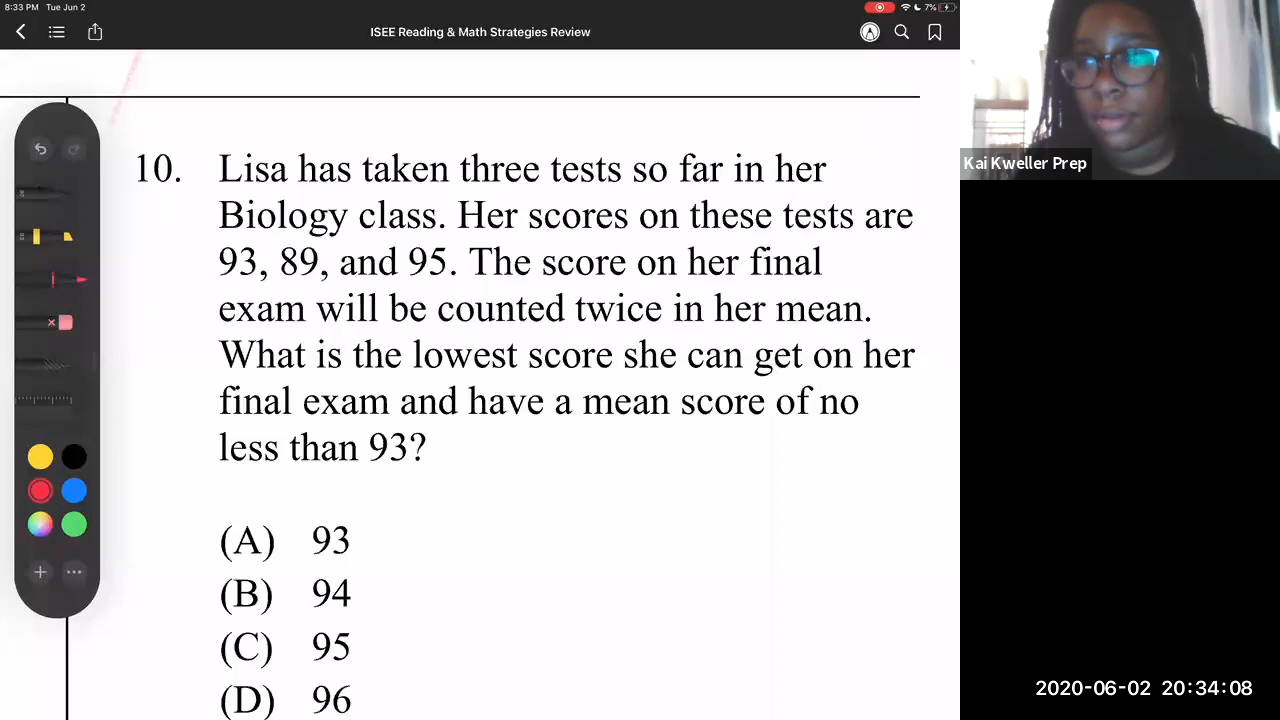 8:33 PM Tue Jun 2
7%
ISEE Reading & Math Strategies Review
Kai Kweller Prep
10. Lisa has taken three tests so far in her
Biology class. Her scores on these tests are
93, 89, and 95. The score on her final
exam will be counted twice in her mean.
What is the lowest score she can get on her
final exam and have a mean score of no
less than 93?
(A) 93
(B) 94
(C) 95
(D) 96
2020-06-02 20:34:08